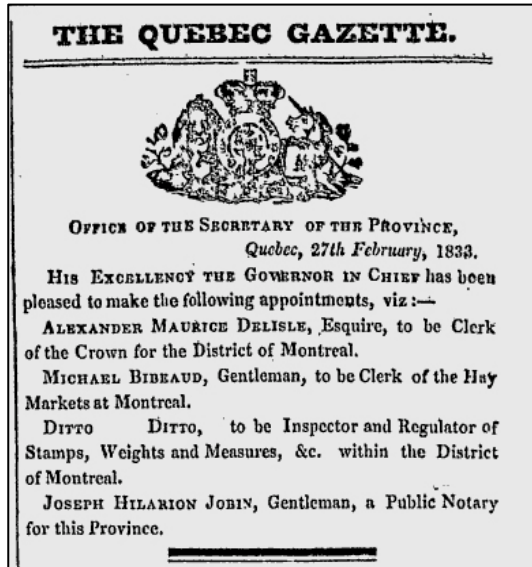 THE QUEBEC GAZETTE.
OFFICE OF THE SECRETARY OF THE PROVINCE,
Quebec, 27th February, 1833.
HIS EXCELLENCY THE GOVERNOR IN CHIEF has been
pleased to make the following appointments, viz :—
ALEXANDER MAURICE DELISLE, Esquire, to be Clerk
of the Crown for the District of Montreal.
MICHAEL BIBEAUD, Gentleman, to be Clerk of the Hay
Markets at Montreal.
DITTO DITTO, to be Inspector and Regulator of
Stamps, Weights and Measures, &c. within the District
of Montreal.
JOSEPH HILARION JOBIN, Gentleman, a Public Notary
for this Province.